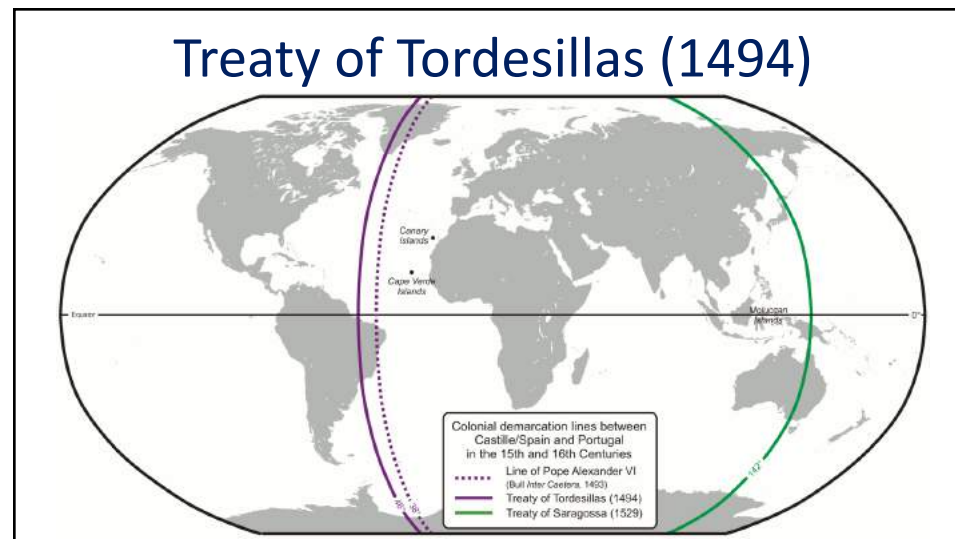 Treaty of Tordesillas (1494)
Canary
Islands
Cape Verde
Islands
Equator
Moluccan
Islands
0°
Colonial demarcation lines between
Castille/Spain and Portugal
in the 15th and 16th Centuries
Line of Pope Alexander VI
(Bull Inter Caetera, 1493)
Treaty of Tordesillas (1494)
Treaty of Saragossa (1529)
46°
38°
142°